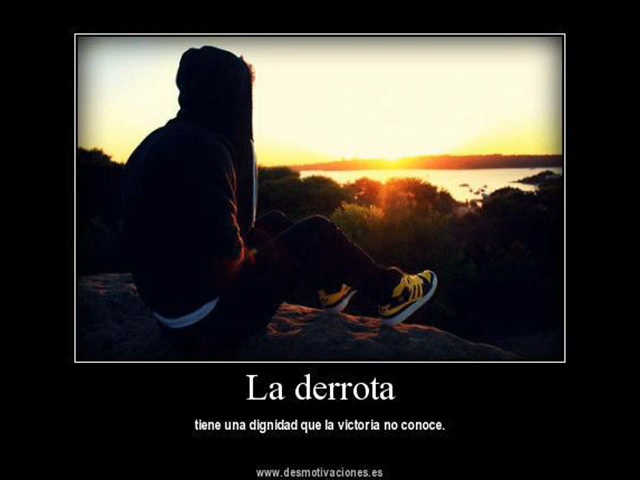 La derrota
tiene una dignidad que la victoria no conoce.
www.desmotivaciones.es